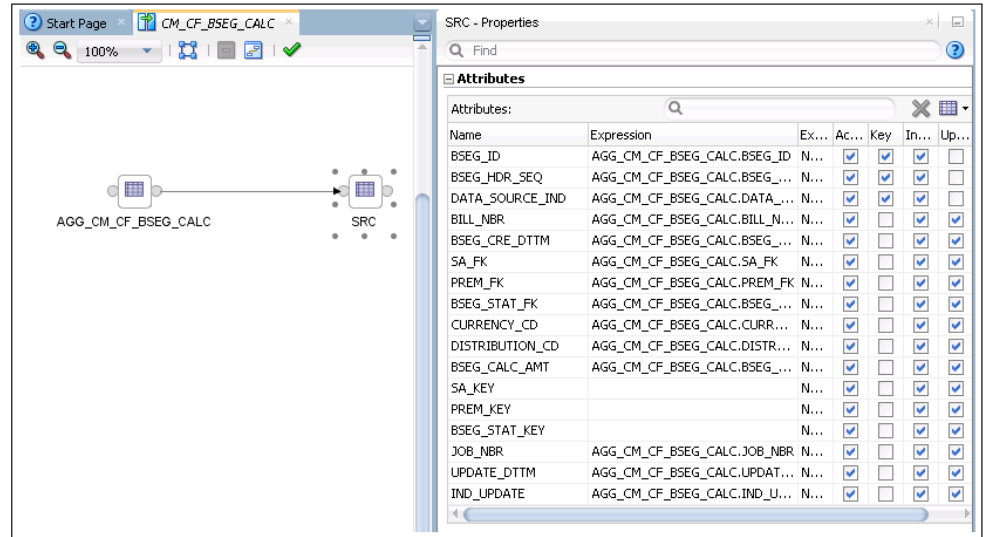 Start Page
CM_CF_BSEG_CALC
100%
AGG_CM_CF_BSEG_CALC
SRC
SRC - Properties
Find
Attributes
Attributes:
Name Expression Ex... Ac... Key In... Up...
BSEG_ID AGG_CM_CF_BSEG_CALC.BSEG_ID N...
BSEG_HDR_SEQ AGG_CM_CF_BSEG_CALC.BSEG_... N...
DATA_SOURCE_IND AGG_CM_CF_BSEG_CALC.DATA_... N...
BILL_NBR AGG_CM_CF_BSEG_CALC.BILL_N... N...
BSEG_CRE_DTTM AGG_CM_CF_BSEG_CALC.BSEG_... N...
SA_FK AGG_CM_CF_BSEG_CALC.SA_FK N...
PREM_FK AGG_CM_CF_BSEG_CALC.PREM_FK N...
BSEG_STAT_FK AGG_CM_CF_BSEG_CALC.BSEG_... N...
CURRENCY_CD AGG_CM_CF_BSEG_CALC.CURR... N...
DISTRIBUTION_CD AGG_CM_CF_BSEG_CALC.DISTR... N...
BSEG_CALC_AMT AGG_CM_CF_BSEG_CALC.BSEG_... N...
SA_KEY N...
PREM_KEY N...
BSEG_STAT_KEY N...
JOB_NBR AGG_CM_CF_BSEG_CALC.JOB_NBR N...
UPDATE_DTTM AGG_CM_CF_BSEG_CALC.UPDAT... N...
IND_UPDATE AGG_CM_CF_BSEG_CALC.IND_U... N...